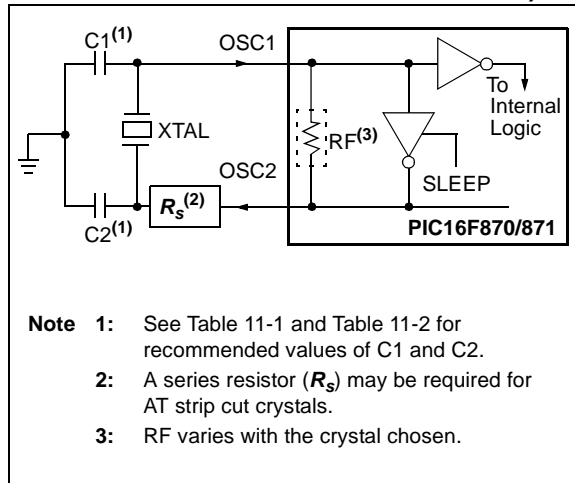 C1(1)
OSC1
To
Internal
Logic
XTAL
RF(3)
OSC2
SLEEP
Rs(2)
C2(1)
PIC16F870/871
Note 1: See Table 11-1 and Table 11-2 for
recommended values of C1 and C2.
2: A series resistor (Rs) may be required for
AT strip cut crystals.
3: RF varies with the crystal chosen.